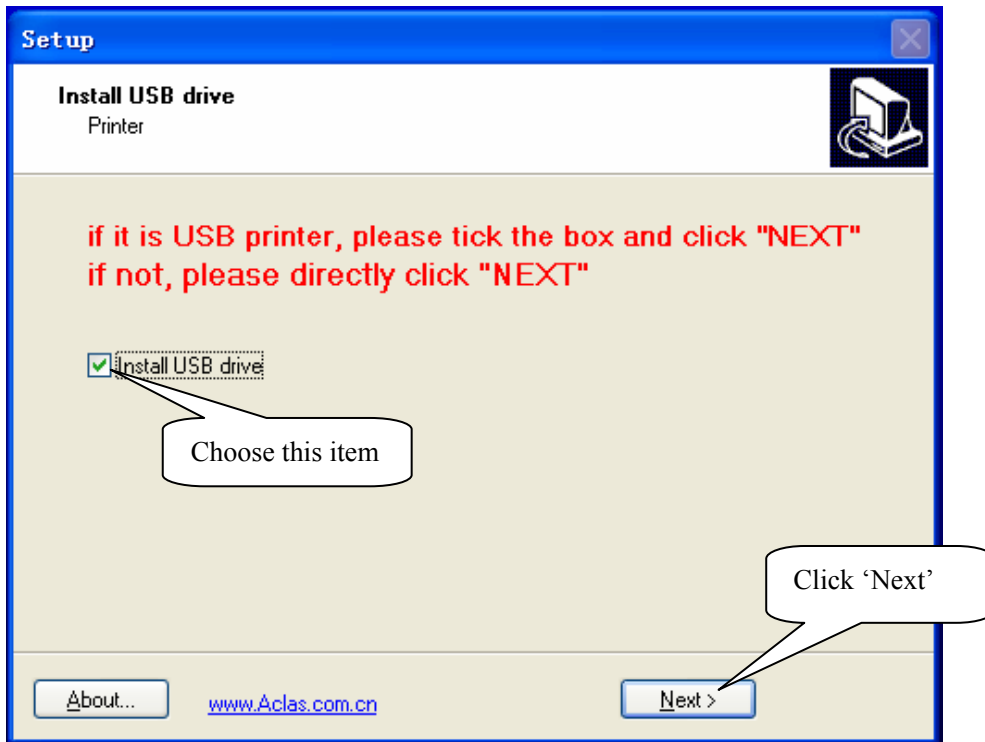 Setup
Install USB drive
Printer
if it is USB printer, please tick the box and click "NEXT"
if not, please directly click "NEXT"
Install USB drive
Choose this item
Click ‘Next’
About...
www.Aclas.com.cn
Next >